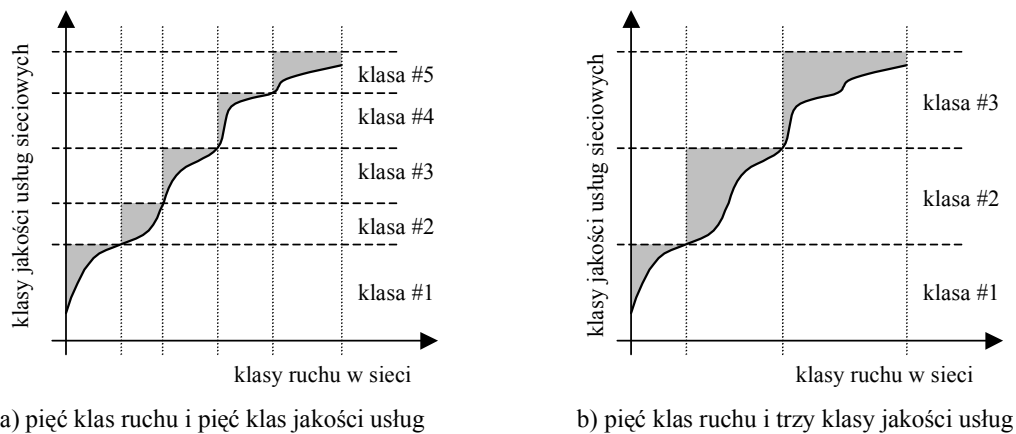 klasy jakości usług sieciowych
klasa #5
klasa #4
klasa #3
klasa #2
klasa #1
klasy ruchu w sieci
a) pięć klas ruchu i pięć klas jakości usług
klasy jakości usług sieciowych
klasa #3
klasa #2
klasa #1
klasy ruchu w sieci
b) pięć klas ruchu i trzy klasy jakości usług